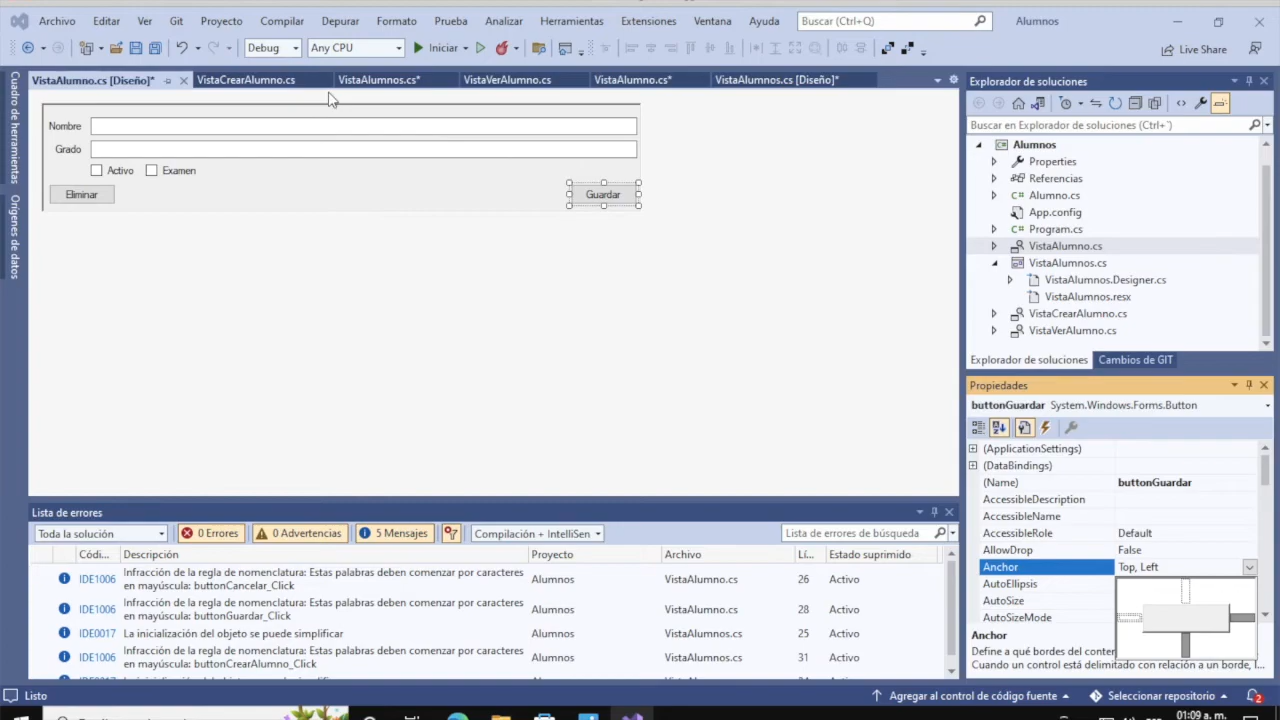 Archivo Editar Ver Git Proyecto Compilar Depurar Formato Prueba Analizar Herramientas Extensiones Ventana Ayuda Buscar (Ctrl+Q) Alumnos
Debug Any CPU Iniciar Live Share
VistaAlumno.cs [Diseño]* VistaCrearAlumno.cs VistaAlumnos.cs* VistaVerAlumno.cs VistaAlumno.cs* VistaAlumnos.cs [Diseño]*
Cuadro de herramientas
Orígenes de datos
Nombre
Grado
Activo Examen
Eliminar Guardar
Explorador de soluciones
Buscar en Explorador de soluciones (Ctrl+`)
Alumnos
Properties
Referencias
Alumno.cs
App.config
Program.cs
VistaAlumno.cs
VistaAlumnos.cs
VistaAlumnos.Designer.cs
VistaAlumnos.resx
VistaCrearAlumno.cs
VistaVerAlumno.cs
Explorador de soluciones Cambios de GIT
Propiedades
buttonGuardar System.Windows.Forms.Button
(ApplicationSettings)
(DataBindings)
(Name) buttonGuardar
AccessibleDescription
AccessibleName
AccessibleRole Default
AllowDrop False
Anchor Top, Left
AutoEllipsis
AutoSize
AutoSizeMode
Anchor
Define a qué bordes del conten
Cuando un control está delimitado con relación a un borde, l...
Lista de errores
Toda la solución 0 Errores 0 Advertencias 5 Mensajes Compilación + IntelliSen Lista de errores de búsqueda
Códi... Descripción Proyecto Archivo Lí... Estado suprimido
IDE1006 Infracción de la regla de nomenclatura: Estas palabras deben comenzar por caracteres en mayúscula: buttonCancelar_Click Alumnos VistaAlumno.cs 26 Activo
IDE1006 Infracción de la regla de nomenclatura: Estas palabras deben comenzar por caracteres en mayúscula: buttonGuardar_Click Alumnos VistaAlumno.cs 28 Activo
IDE0017 La inicialización del objeto se puede simplificar Alumnos VistaAlumnos.cs 25 Activo
IDE1006 Infracción de la regla de nomenclatura: Estas palabras deben comenzar por caracteres en mayúscula: buttonCrearAlumno_Click Alumnos VistaAlumnos.cs 31 Activo
Listo Agregar al control de código fuente Seleccionar repositorio 2
01:09 a. m.